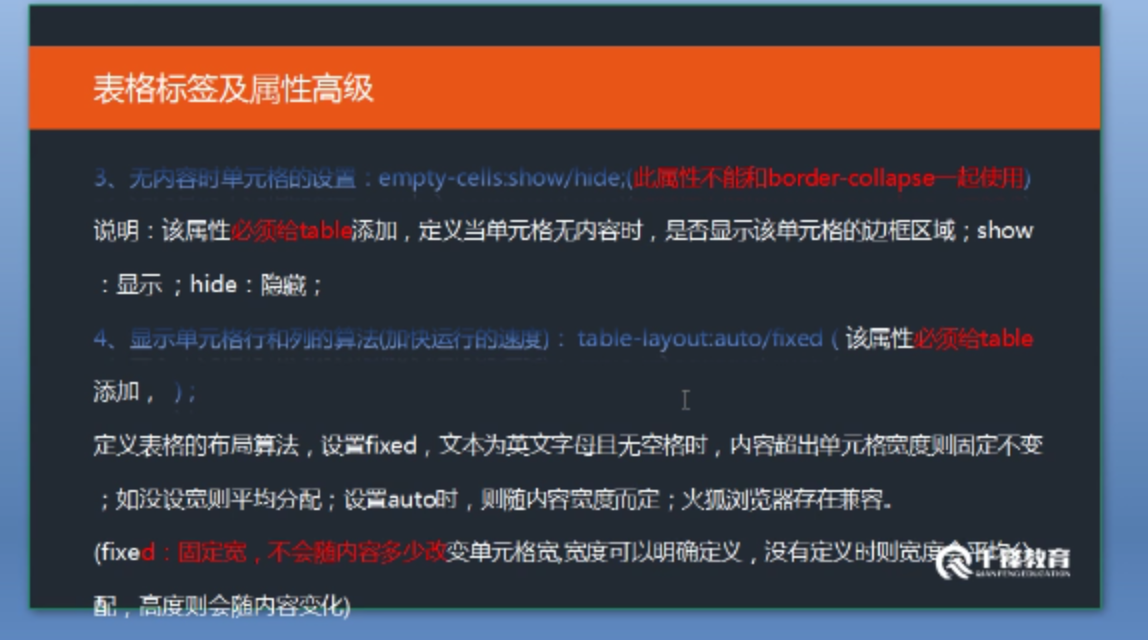 表格标签及属性高级
3、无内容时单元格的设置：empty-cells:show/hide;(此属性不能和border-collapse一起使用)
说明：该属性必须给table添加，定义当单元格无内容时，是否显示该单元格的边框区域；show
：显示 ；hide：隐藏；
4、显示单元格行和列的算法(加快运行的速度)： table-layout:auto/fixed ( 该属性必须给table
添加， ) ;
定义表格的布局算法，设置fixed，文本为英文字母且无空格时，内容超出单元格宽度则固定不变
；如没设宽则平均分配；设置auto时，则随内容宽度而定；火狐浏览器存在兼容。
(fixed：固定宽，不会随内容多少改变单元格宽,宽度可以明确定义，没有定义时则宽度会平均分
配，高度则会随内容变化)
千锋教育